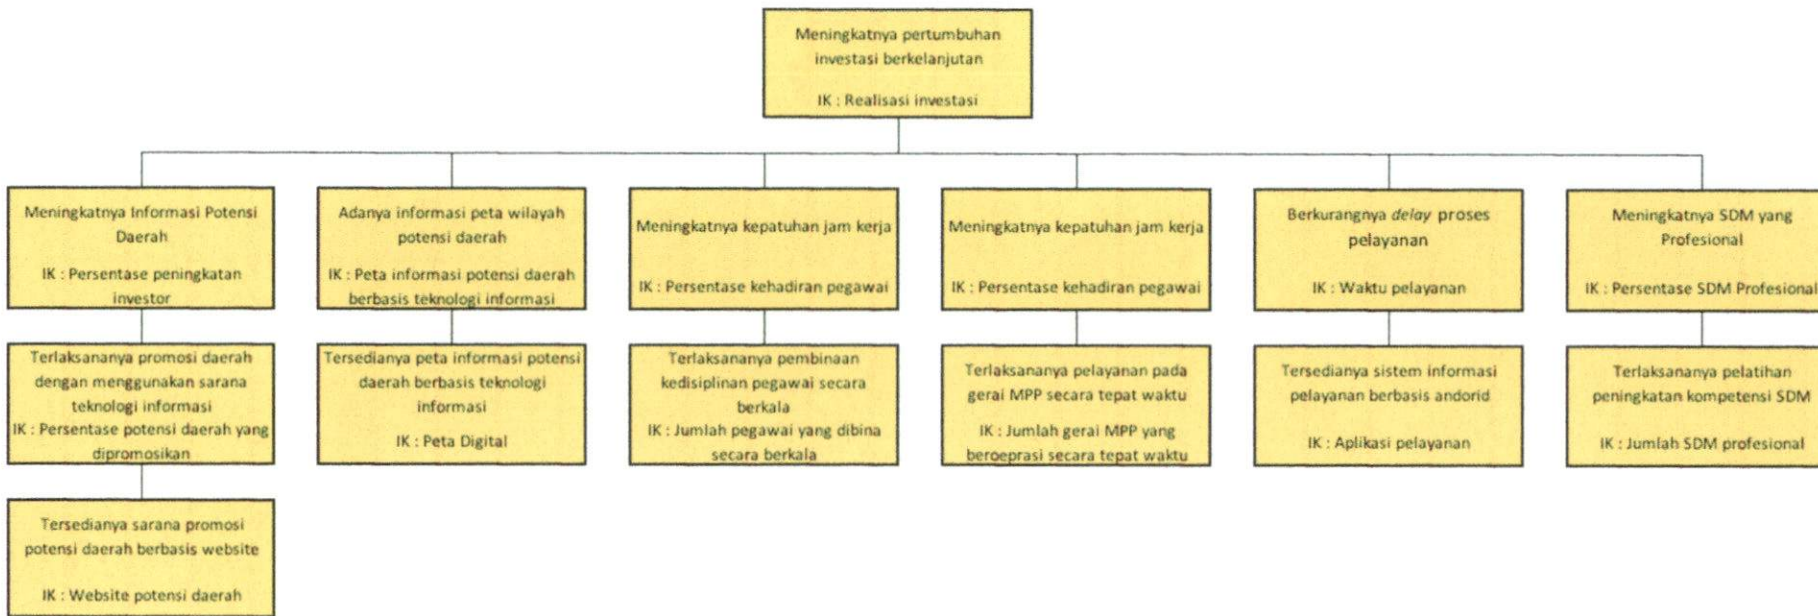 Meningkatnya pertumbuhan
investasi berkelanjutan
IK : Realisasi investasi
Meningkatnya Informasi Potensi
Daerah
IK : Persentase peningkatan
investor
Adanya informasi peta wilayah
potensi daerah
IK : Peta informasi potensi daerah
berbasis teknologi informasi
Meningkatnya kepatuhan jam kerja
IK : Persentase kehadiran pegawai
Meningkatnya kepatuhan jam kerja
IK : Persentase kehadiran pegawai
Berkurangnya delay proses
pelayanan
IK : Waktu pelayanan
Meningkatnya SDM yang
Profesional
IK : Persentase SDM Profesional
Terlaksananya promosi daerah
dengan menggunakan sarana
teknologi informasi
IK : Persentase potensi daerah yang
dipromosikan
Tersedianya peta informasi potensi
daerah berbasis teknologi
informasi
IK : Peta Digital
Terlaksananya pembinaan
kedisiplinan pegawai secara
berkala
IK : Jumlah pegawai yang dibina
secara berkala
Terlaksananya pelayanan pada
gerai MPP secara tepat waktu
IK : Jumlah gerai MPP yang
beroeprasi secara tepat waktu
Tersedianya sistem informasi
pelayanan berbasis andorid
IK : Aplikasi pelayanan
Terlaksananya pelatihan
peningkatan kompetensi SDM
IK : Jumlah SDM profesional
Tersedianya sarana promosi
potensi daerah berbasis website
IK : Website potensi daerah